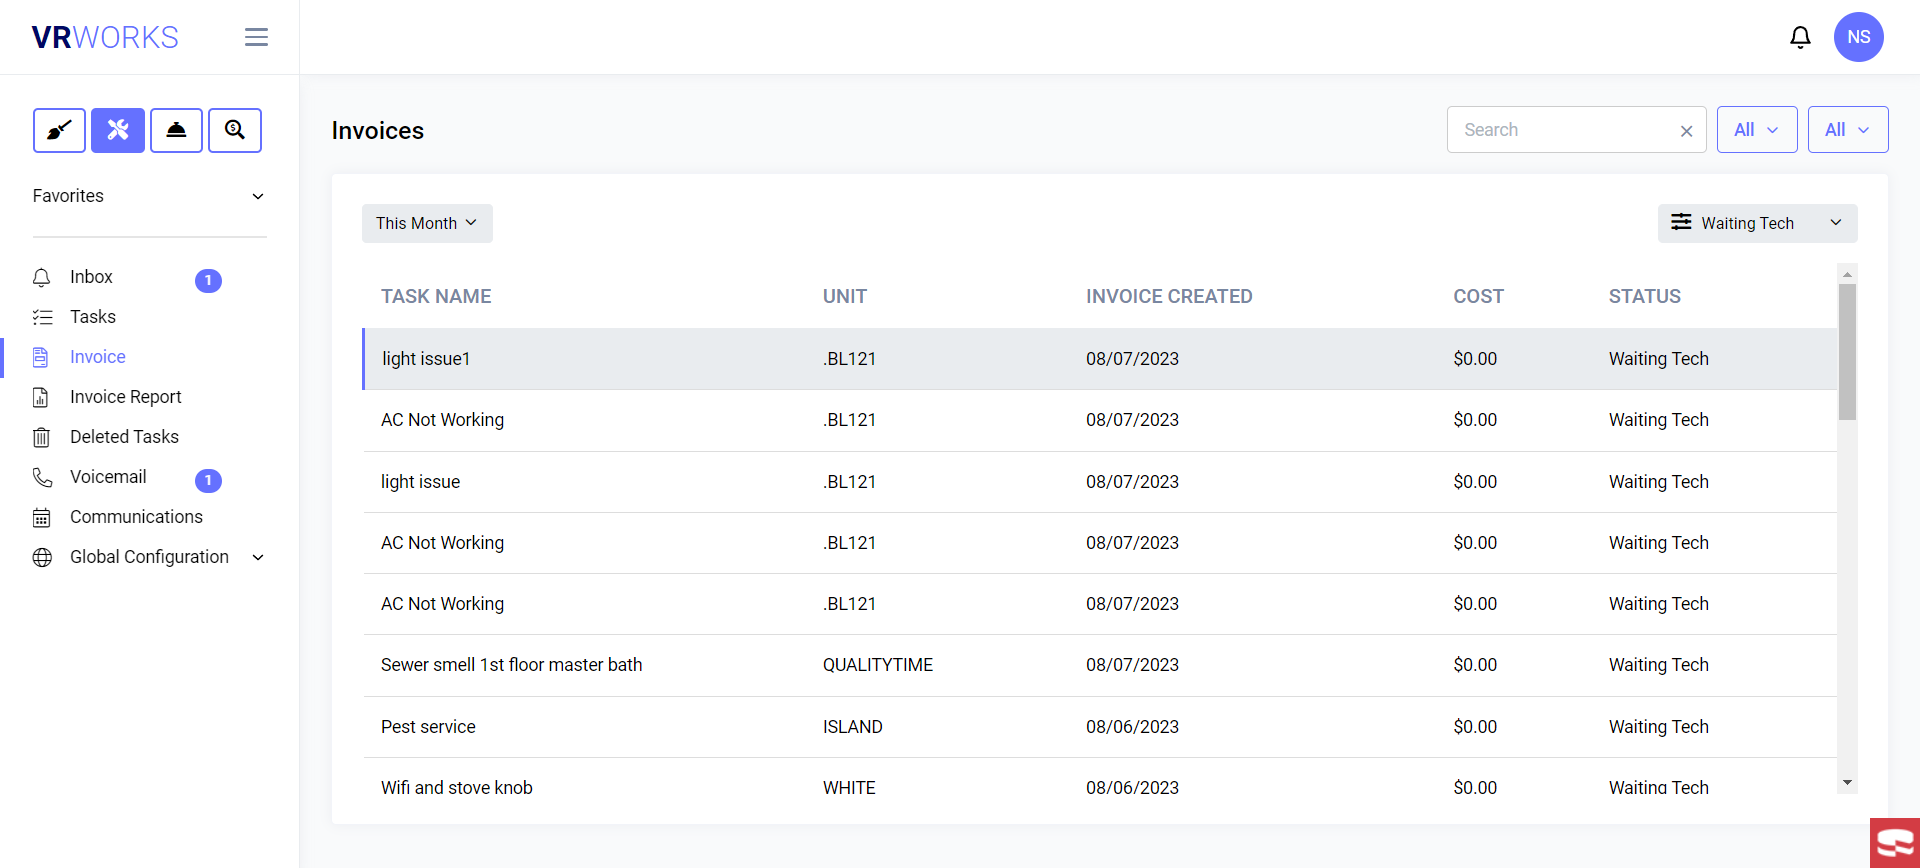 VRWORKS
NS
Favorites
Inbox 1
Tasks
Invoice
Invoice Report
Deleted Tasks
Voicemail 1
Communications
Global Configuration
Invoices
Search
All
All
This Month
Waiting Tech
TASK NAME UNIT INVOICE CREATED COST STATUS
light issue1 .BL121 08/07/2023 $0.00 Waiting Tech
AC Not Working .BL121 08/07/2023 $0.00 Waiting Tech
light issue .BL121 08/07/2023 $0.00 Waiting Tech
AC Not Working .BL121 08/07/2023 $0.00 Waiting Tech
AC Not Working .BL121 08/07/2023 $0.00 Waiting Tech
Sewer smell 1st floor master bath QUALITYTIME 08/07/2023 $0.00 Waiting Tech
Pest service ISLAND 08/06/2023 $0.00 Waiting Tech
Wifi and stove knob WHITE 08/06/2023 $0.00 Waiting Tech